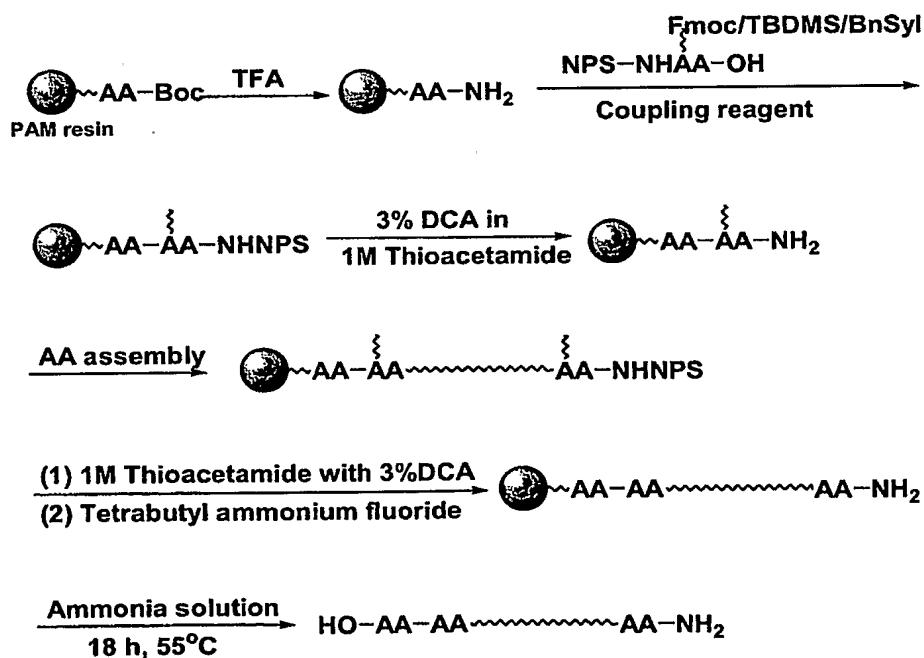 Fmoc/TBDMS/BnSyl
AA–Boc TFA AA–NH2 NPS–NHAA–OH
PAM resin Coupling reagent
AA–AA–NHNPS 3% DCA in 1M Thioacetamide AA–AA–NH2
AA assembly AA–AA AA–NHNPS
(1) 1M Thioacetamide with 3%DCA
(2) Tetrabutyl ammonium fluoride AA–AA AA–NH2
Ammonia solution
18 h, 55°C HO–AA–AA AA–NH2